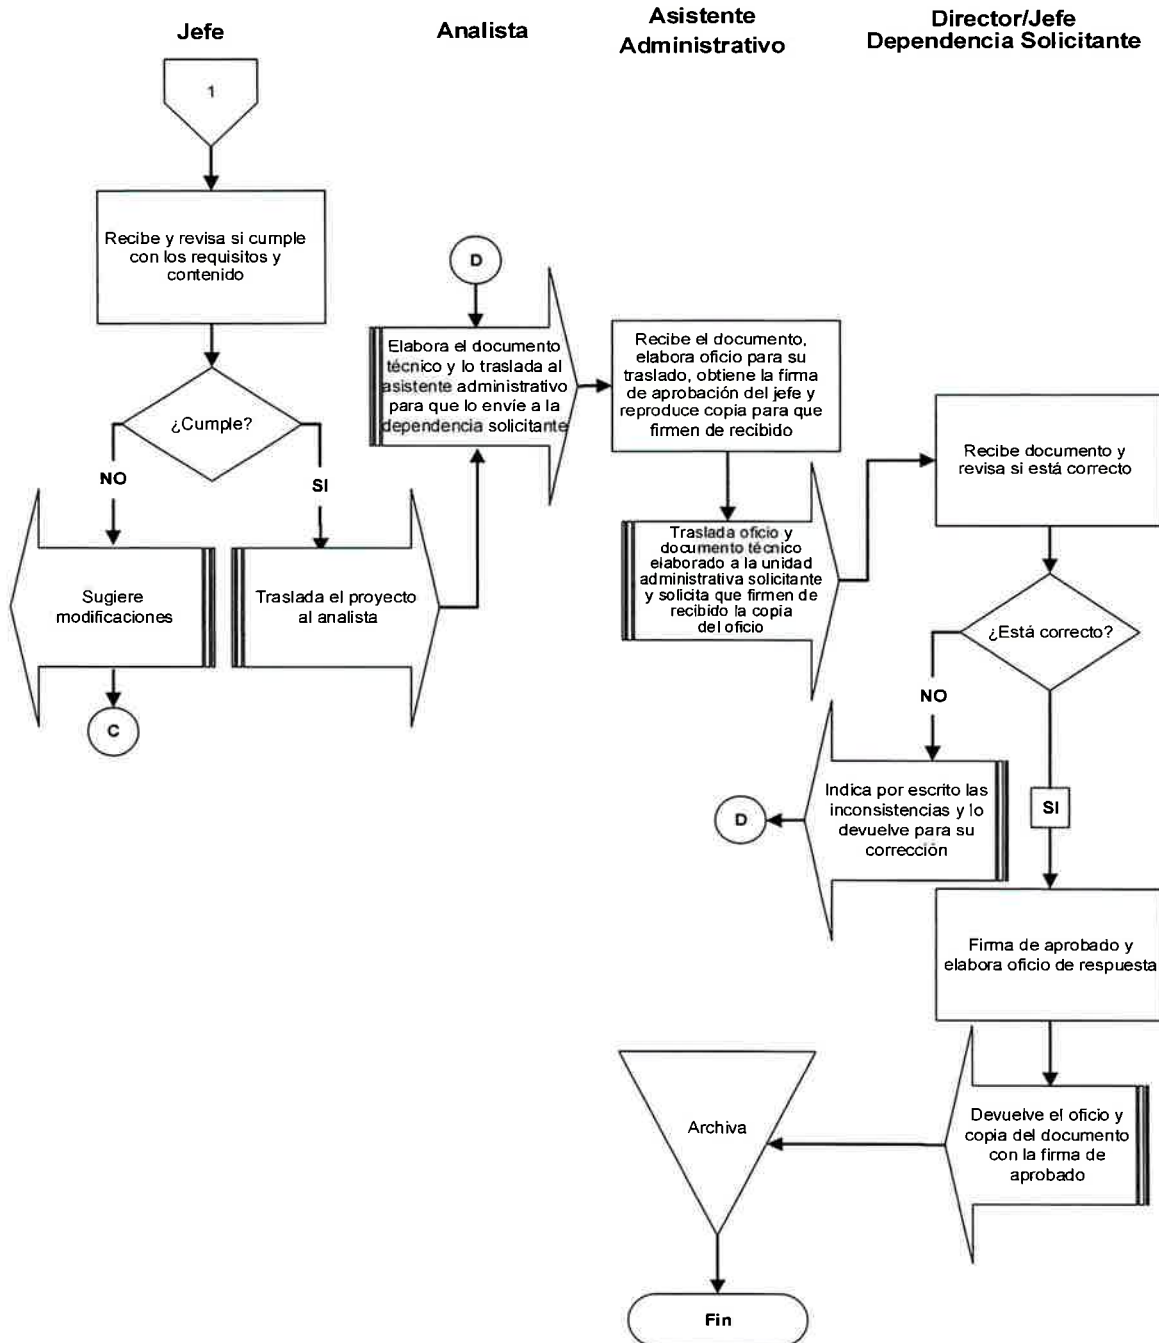 Jefe
Analista
Asistente
Administrativo
Director/Jefe
Dependencia Solicitante
1
Recibe y revisa si cumple
con los requisitos y
contenido
¿Cumple?
NO
SI
Sugiere
modificaciones
C
Traslada el proyecto
al analista
D
Elabora el documento
técnico y lo traslada al
asistente administrativo
para que lo envíe a la
dependencia solicitante
Recibe el documento,
elabora oficio para su
traslado, obtiene la firma
de aprobación del jefe y
reproduce copia para que
firmen de recibido
Traslada oficio y
documento técnico
elaborado a la unidad
administrativa solicitante
y solicita que firmen de
recibido la copia
del oficio
Recibe documento y
revisa si está correcto
¿Está correcto?
NO
SI
Indica por escrito las
inconsistencias y lo
devuelve para su
corrección
D
Firma de aprobado y
elabora oficio de respuesta
Devuelve el oficio y
copia del documento
con la firma de
aprobado
Archiva
Fin